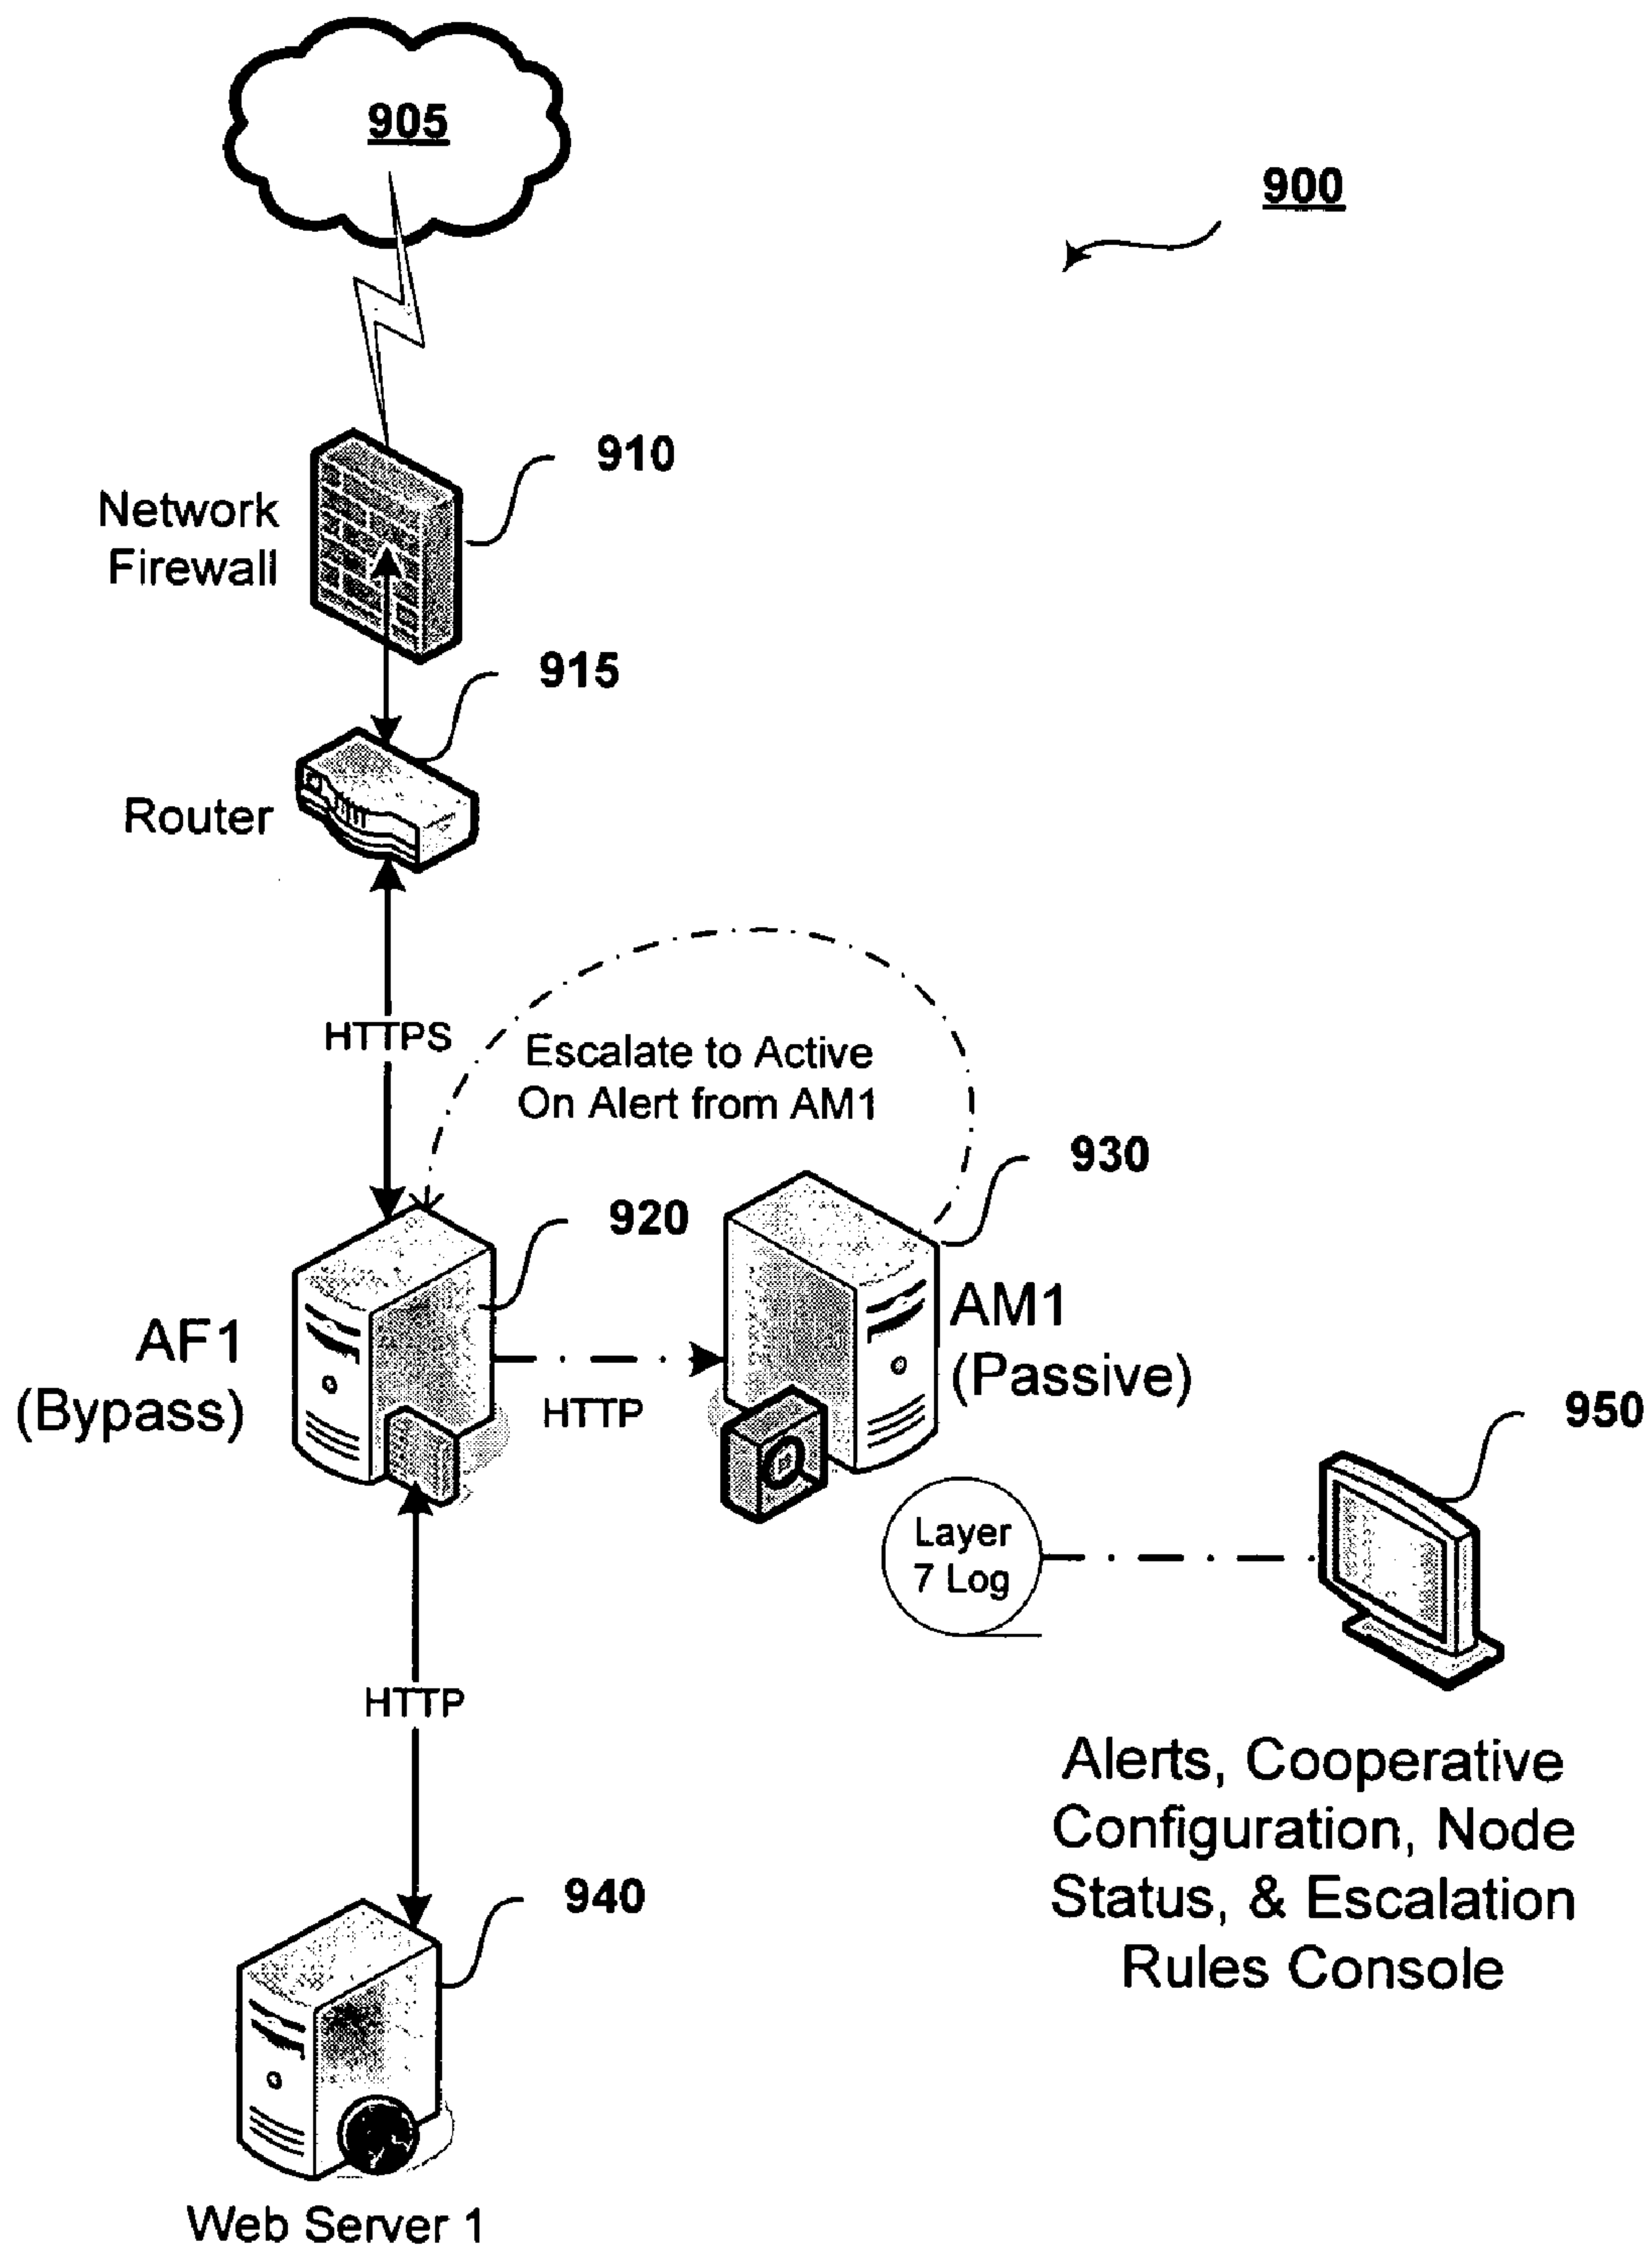 905
900
910
Network
Firewall
915
Router
HTTPS
Escalate to Active
On Alert from AM1
930
920
AM1
(Passive)
AF1
(Bypass)
HTTP
950
Layer
7 Log
HTTP
Alerts, Cooperative
Configuration, Node
Status, & Escalation
Rules Console
940
Web Server 1